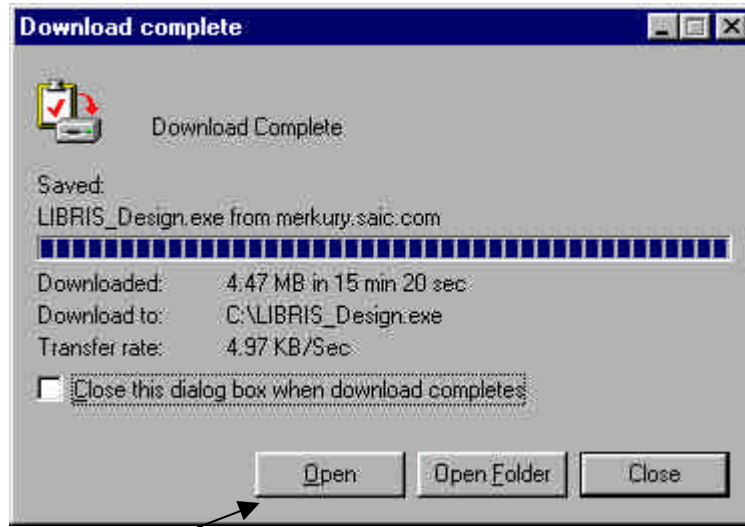 Download complete
Download Complete
Saved:
LIBRIS_Design.exe from merkury.saic.com
Downloaded: 4.47 MB in 15 min 20 sec
Download to: C:\LIBRIS_Design.exe
Transfer rate: 4.97 KB/Sec
Close this dialog box when download completes
Open Open Folder Close